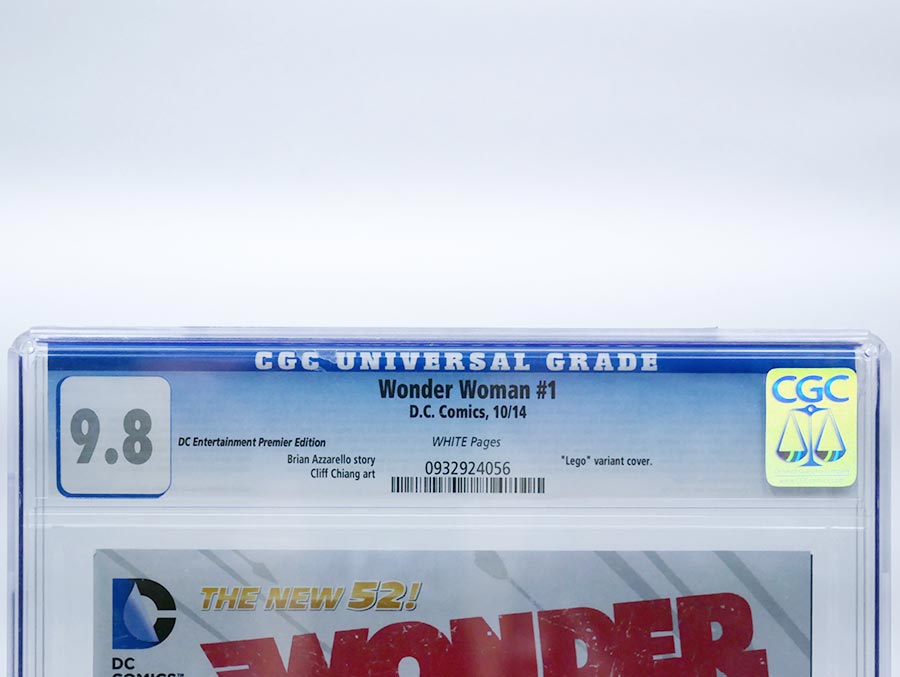 CGC UNIVERSAL GRADE
9.8
Wonder Woman #1
D.C. Comics, 10/14
DC Entertainment Premier Edition
WHITE Pages
Brian Azzarello story
Cliff Chiang art
0932924056
"Lego" variant cover.
CGC
THE NEW 52!
WONDER
DC
COMICS™